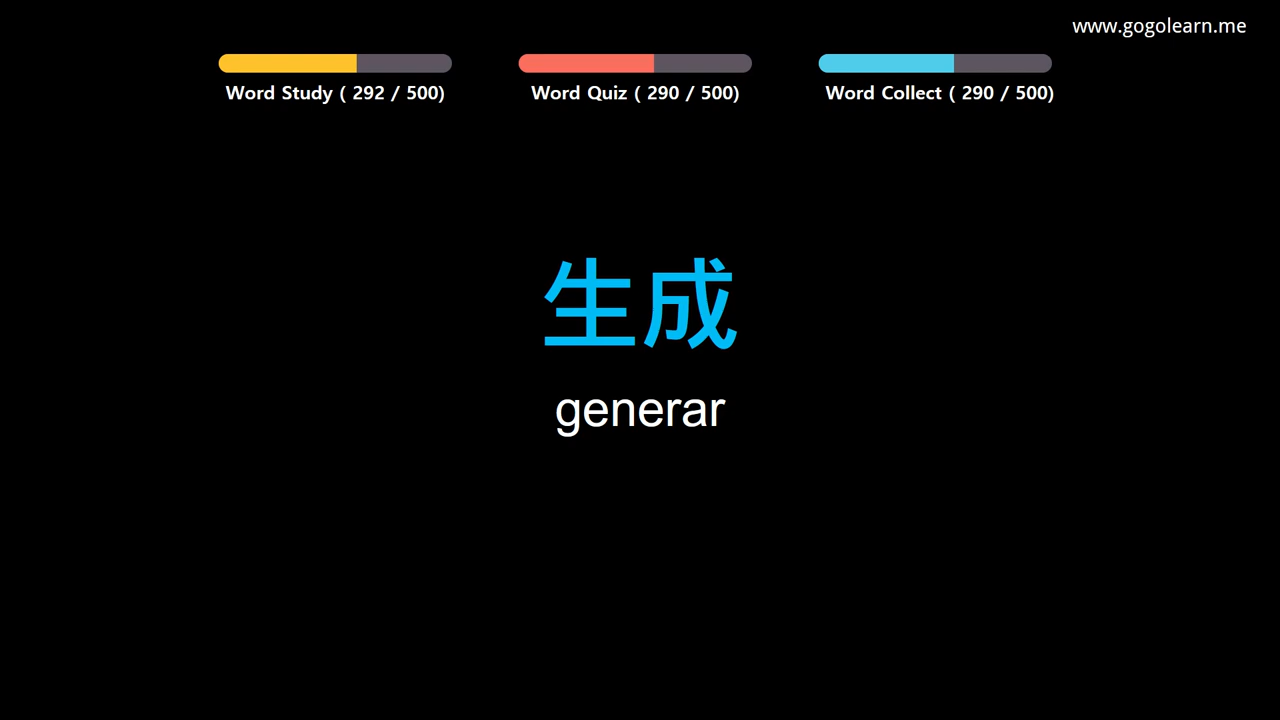 www.gogolearn.me
Word Study ( 292 / 500)
Word Quiz ( 290 / 500)
Word Collect ( 290 / 500)
生成
generar